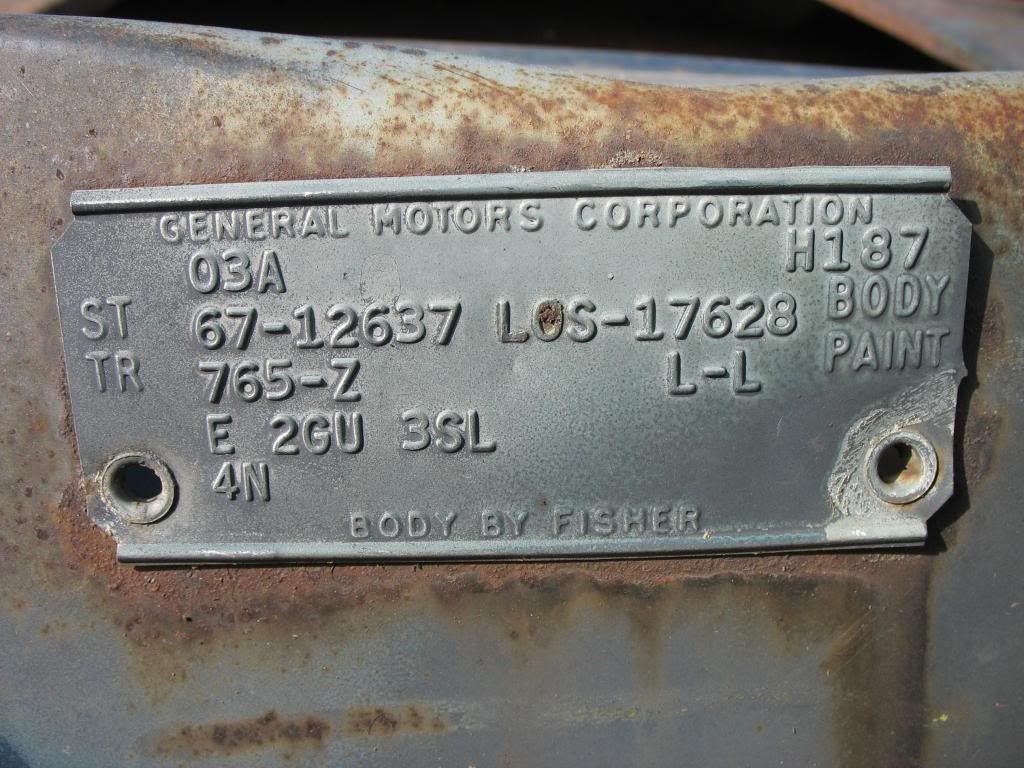 GENERAL MOTORS CORPORATION
03A H187
ST 67-12637 LOS-17628 BODY
TR 765-Z L-L PAINT
E 2GU 3SL
4N
BODY BY FISHER